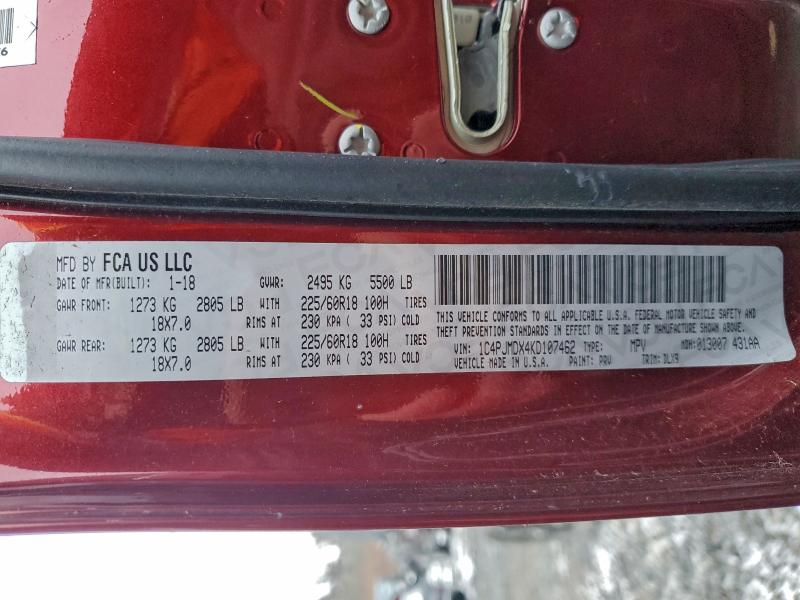 MFD BY FCA US LLC
DATE OF MFR(BUILT): 1-18 GVWR: 2495 KG 5500 LB
GAWR FRONT: 1273 KG 2805 LB WITH 225/60R18 100H TIRES
18X7.0 RIMS AT 230 KPA ( 33 PSI) COLD
GAWR REAR: 1273 KG 2805 LB WITH 225/60R18 100H TIRES
18X7.0 RIMS AT 230 KPA ( 33 PSI) COLD
THIS VEHICLE CONFORMS TO ALL APPLICABLE U.S.A. FEDERAL MOTOR VEHICLE SAFETY AND
THEFT PREVENTION STANDARDS IN EFFECT ON THE DATE OF MANUFACTURE SHOWN ABOVE.
VIN: 1C4PJMDX4KD107462 TYPE: MPV MDH: 013007 431AA
VEHICLE MADE IN U.S.A. PAINT: PRV TRIM: DLX9